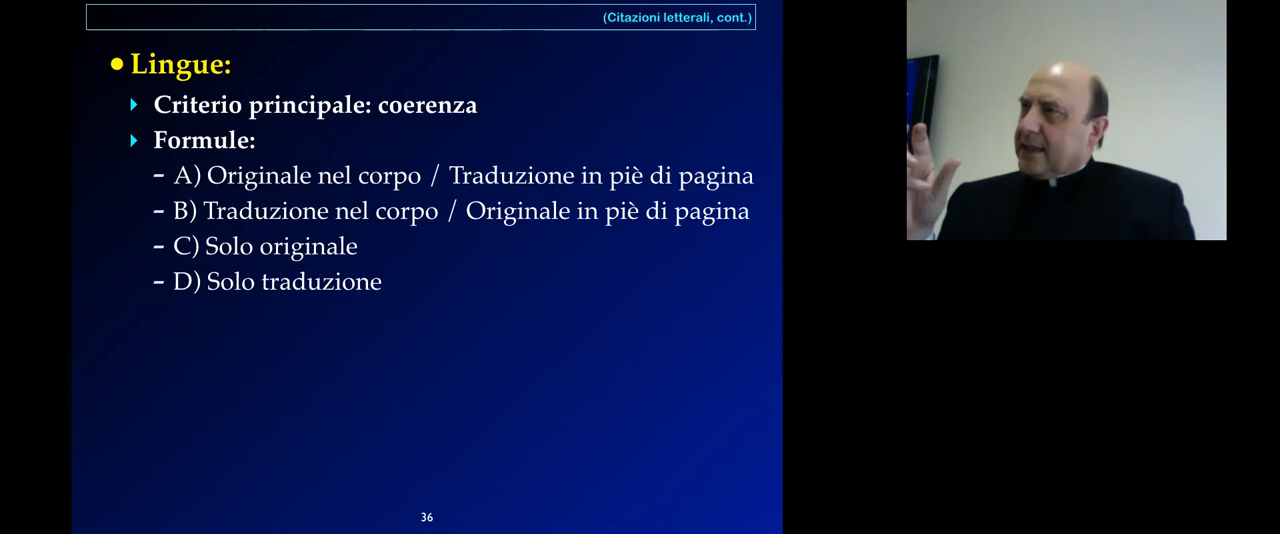 (Citazioni letterali, cont.)
• Lingue:
Criterio principale: coerenza
Formule:
– A) Originale nel corpo / Traduzione in piè di pagina
– B) Traduzione nel corpo / Originale in piè di pagina
– C) Solo originale
– D) Solo traduzione
36